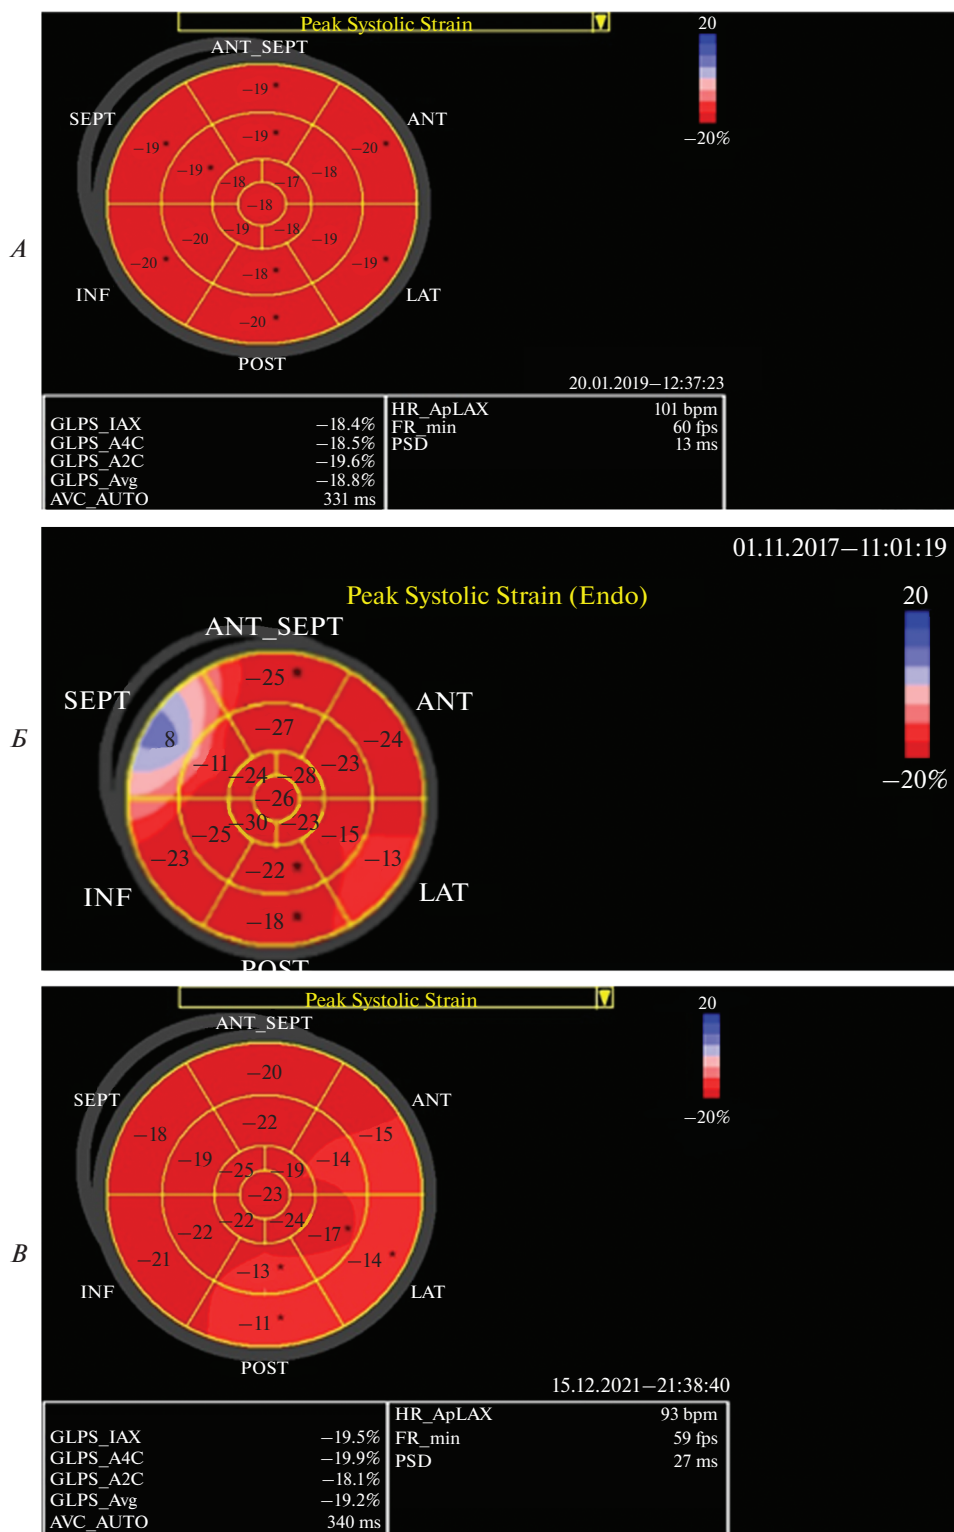 Peak Systolic Strain
20
ANT_SEPT
−19*
SEPT
ANT
−20%
−19*
−19*
−20*
−19*
−18
−18
−17
−18
А
−19
−18
−20
−19
−20*
−18*
−19*
INF
LAT
−20*
POST
20.01.2019−12:37:23
GLPS_IAX −18.4%
GLPS_A4C −18.5%
GLPS_A2C −19.6%
GLPS_Avg −18.8%
AVC_AUTO 331 ms
HR_ApLAX 101 bpm
FR_min 60 fps
PSD 13 ms
01.11.2017−11:01:19
Peak Systolic Strain (Endo)
20
ANT_SEPT
−25*
SEPT
ANT
−27
Б
8
−24
−11
−23
−24
−28
−20%
−26
−30
−23
−25
−15
−23
−13
−22*
INF
LAT
−18*
POST
Peak Systolic Strain
20
ANT_SEPT
−20
SEPT
ANT
−20%
−22
−18
−15
−19
−14
−25
−19
−23
−22
−24
−22
−17*
В
−21
−14*
−13*
INF
LAT
−11*
POST
15.12.2021−21:38:40
GLPS_IAX −19.5%
GLPS_A4C −19.9%
GLPS_A2C −18.1%
GLPS_Avg −19.2%
AVC_AUTO 340 ms
HR_ApLAX 93 bpm
FR_min 59 fps
PSD 27 ms